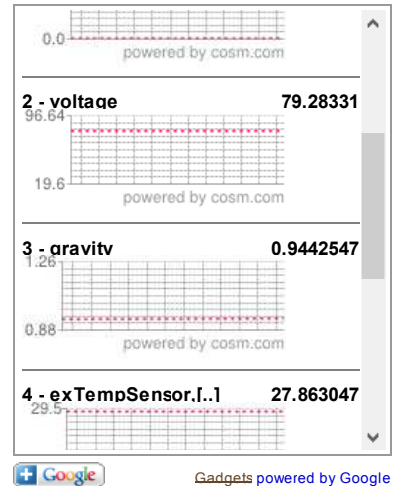 0.0
powered by cosm.com
2 - voltage 79.28331
96.64
19.6
powered by cosm.com
3 - gravity 0.9442547
1.26
0.88
powered by cosm.com
4 - exTempSensor,[..] 27.863047
29.5
Google Gadgets powered by Google